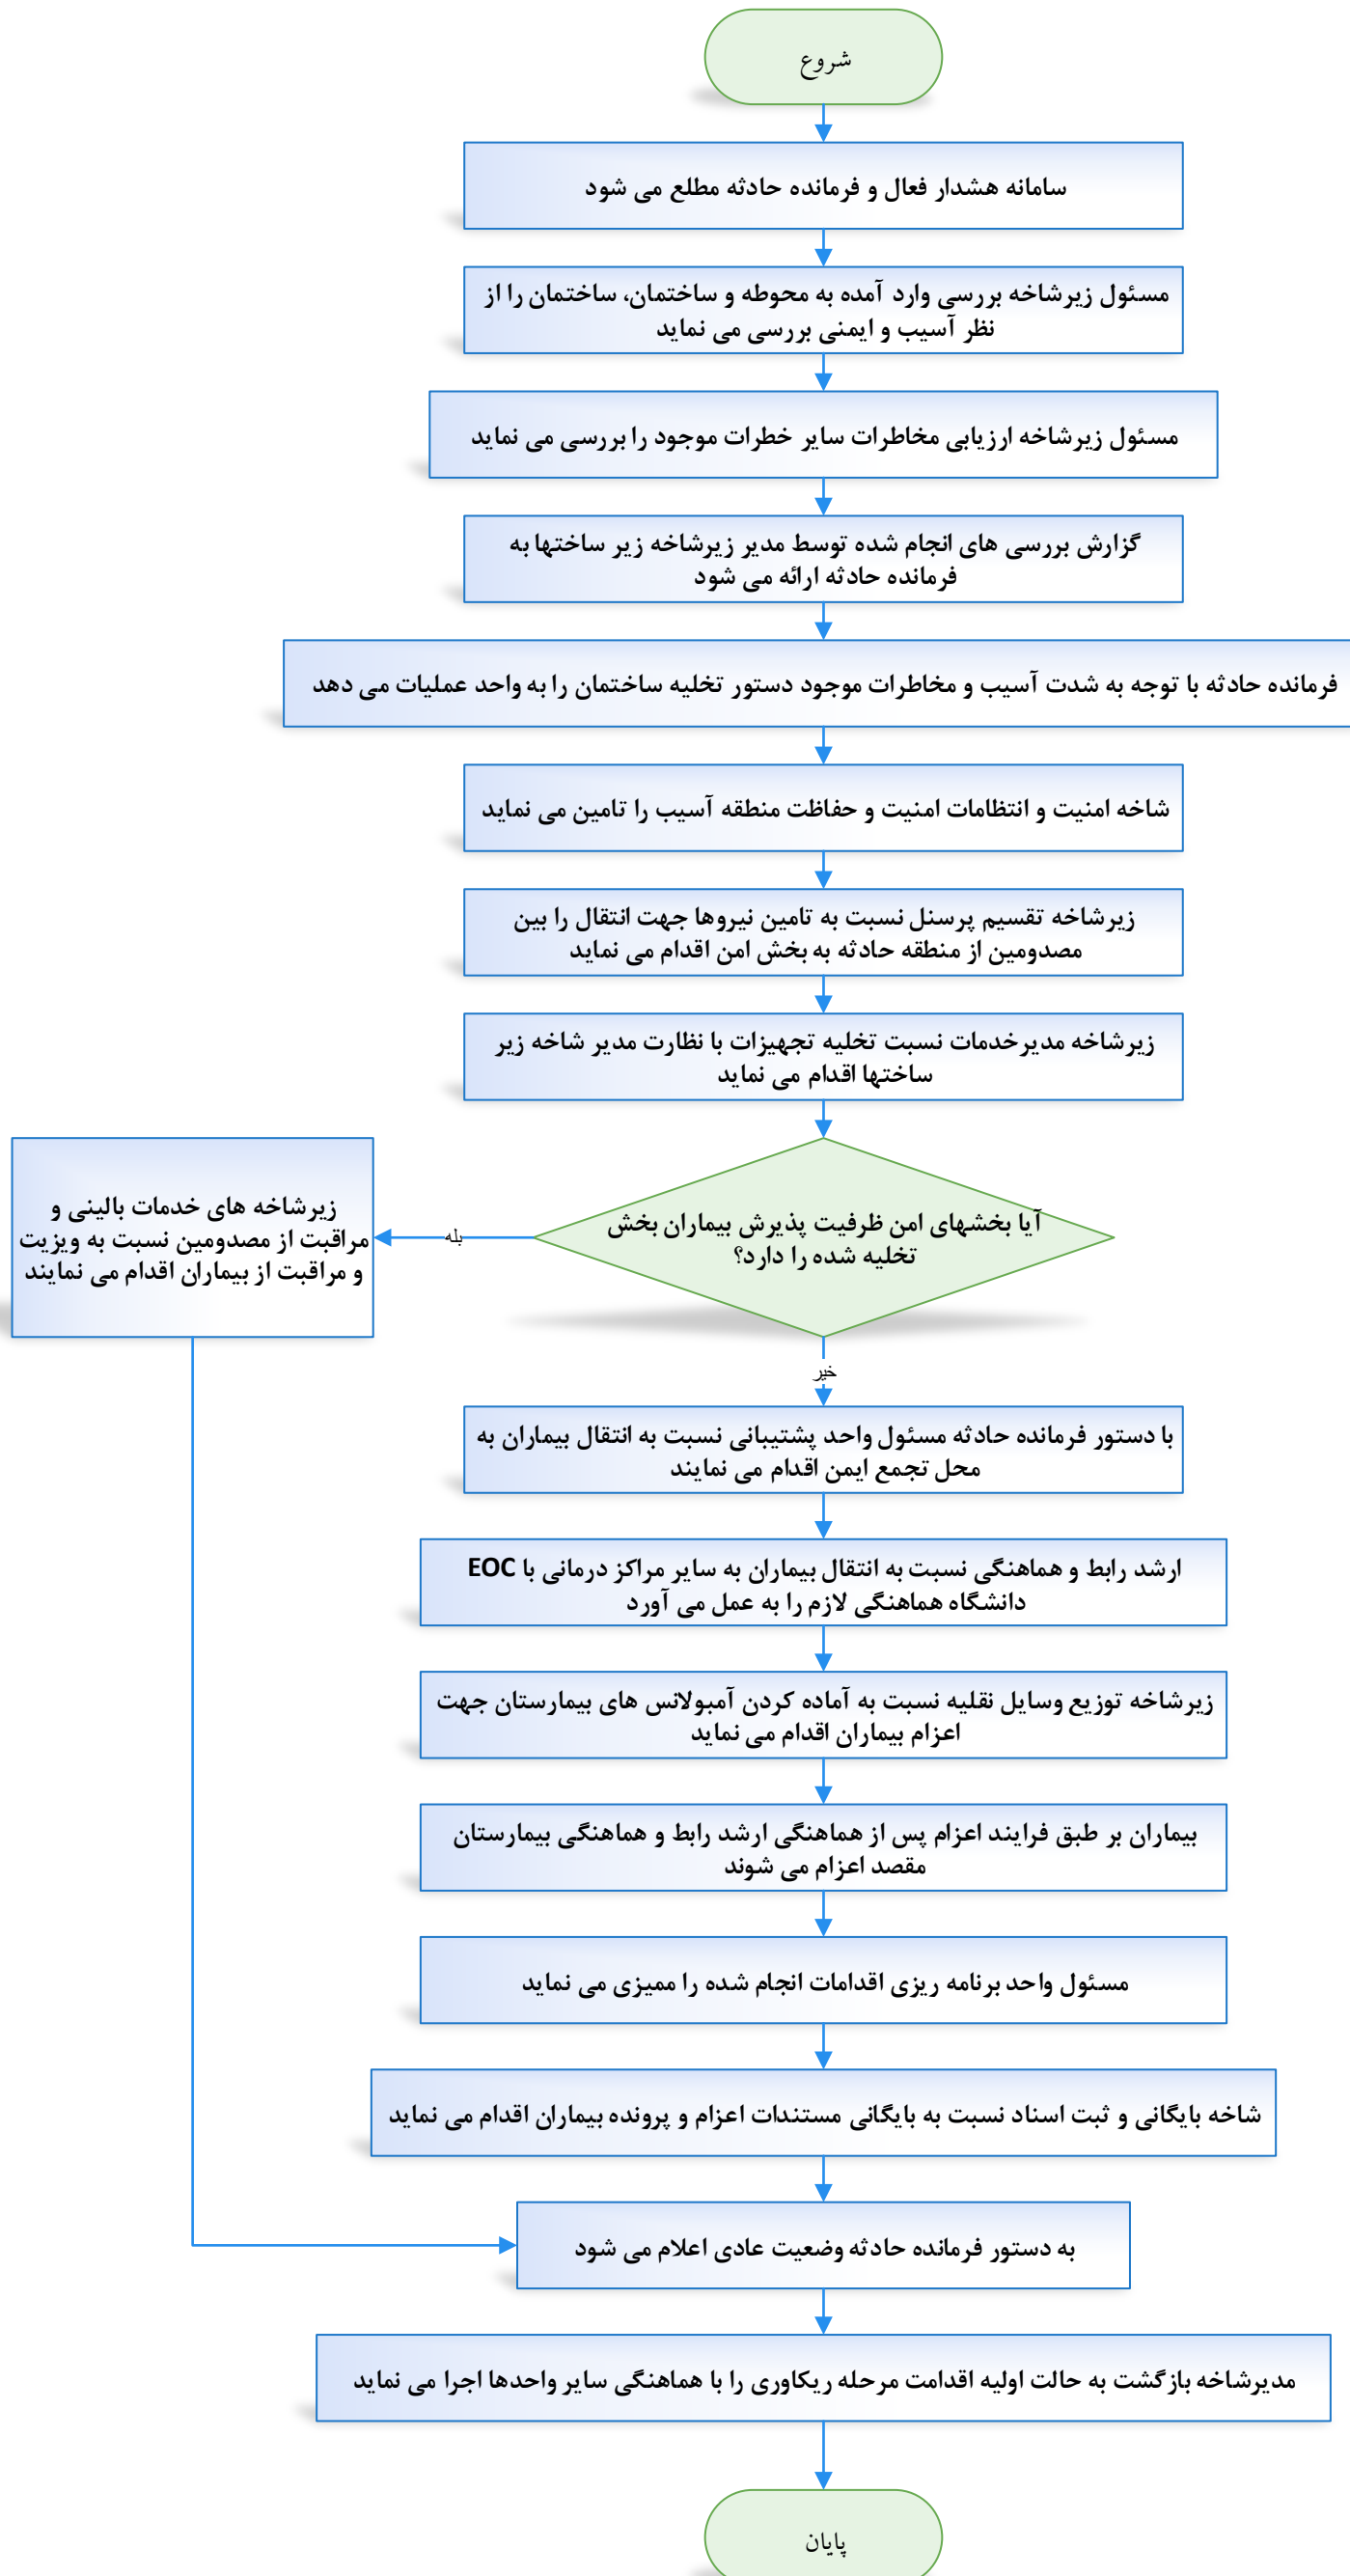 شروع
سامانه هشدار فعال و فرمانده حادثه مطلع می شود
مسئول زیرشاخه بررسی وارد آمده به محوطه و ساختمان، ساختمان را از
نظر آسیب و ایمنی بررسی می نماید
مسئول زیرشاخه ارزیابی مخاطرات سایر خطرات موجود را بررسی می نماید
گزارش بررسی های انجام شده توسط مدیر زیرشاخه زیر ساختها به
فرمانده حادثه ارائه می شود
فرمانده حادثه با توجه به شدت آسیب و مخاطرات موجود دستور تخلیه ساختمان را به واحد عملیات می دهد
شاخه امنیت و انتظامات امنیت و حفاظت منطقه آسیب را تامین می نماید
زیرشاخه تقسیم پرسنل نسبت به تامین نیروها جهت انتقال را بین
مصدومین از منطقه حادثه به بخش امن اقدام می نماید
زیرشاخه مدیرخدمات نسبت تخلیه تجهیزات با نظارت مدیر شاخه زیر
ساختها اقدام می نماید
آیا بخشهای امن ظرفیت پذیرش بیماران بخش
تخلیه شده را دارد؟
بله
زیرشاخه های خدمات بالینی و
مراقبت از مصدومین نسبت به ویزیت
و مراقبت از بیماران اقدام می نمایند
خیر
با دستور فرمانده حادثه مسئول واحد پشتیبانی نسبت به انتقال بیماران به
محل تجمع ایمن اقدام می نمایند
ارشد رابط و هماهنگی نسبت به انتقال بیماران به سایر مراکز درمانی با EOC
دانشگاه هماهنگی لازم را به عمل می آورد
زیرشاخه توزیع وسایل نقلیه نسبت به آماده کردن آمبولانس های بیمارستان جهت
اعزام بیماران اقدام می نماید
بیماران بر طبق فرایند اعزام پس از هماهنگی ارشد رابط و هماهنگی بیمارستان
مقصد اعزام می شوند
مسئول واحد برنامه ریزی اقدامات انجام شده را ممیزی می نماید
شاخه بایگانی و ثبت اسناد نسبت به بایگانی مستندات اعزام و پرونده بیماران اقدام می نماید
به دستور فرمانده حادثه وضعیت عادی اعلام می شود
مدیرشاخه بازگشت به حالت اولیه اقدامت مرحله ریکاوری را با هماهنگی سایر واحدها اجرا می نماید
پایان